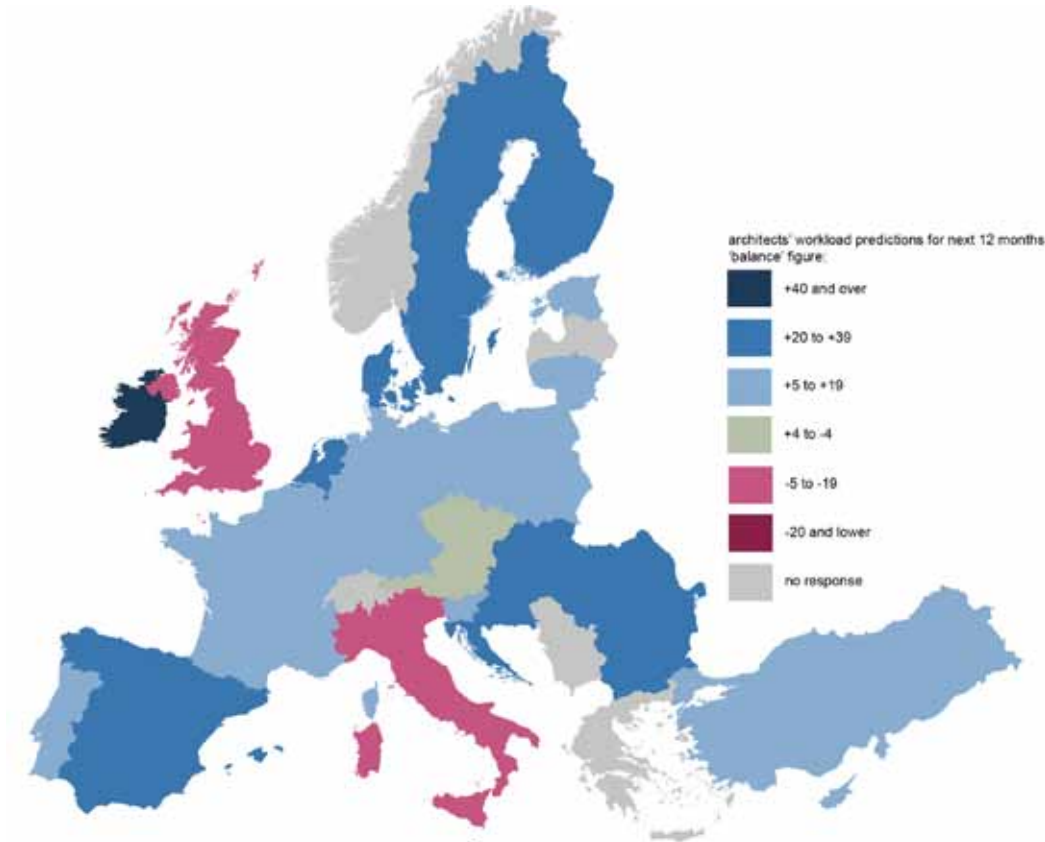 architects' workload predictions for next 12 months
'balance' figure:
+40 and over
+20 to +39
+5 to +19
+4 to -4
-5 to -19
-20 and lower
no response